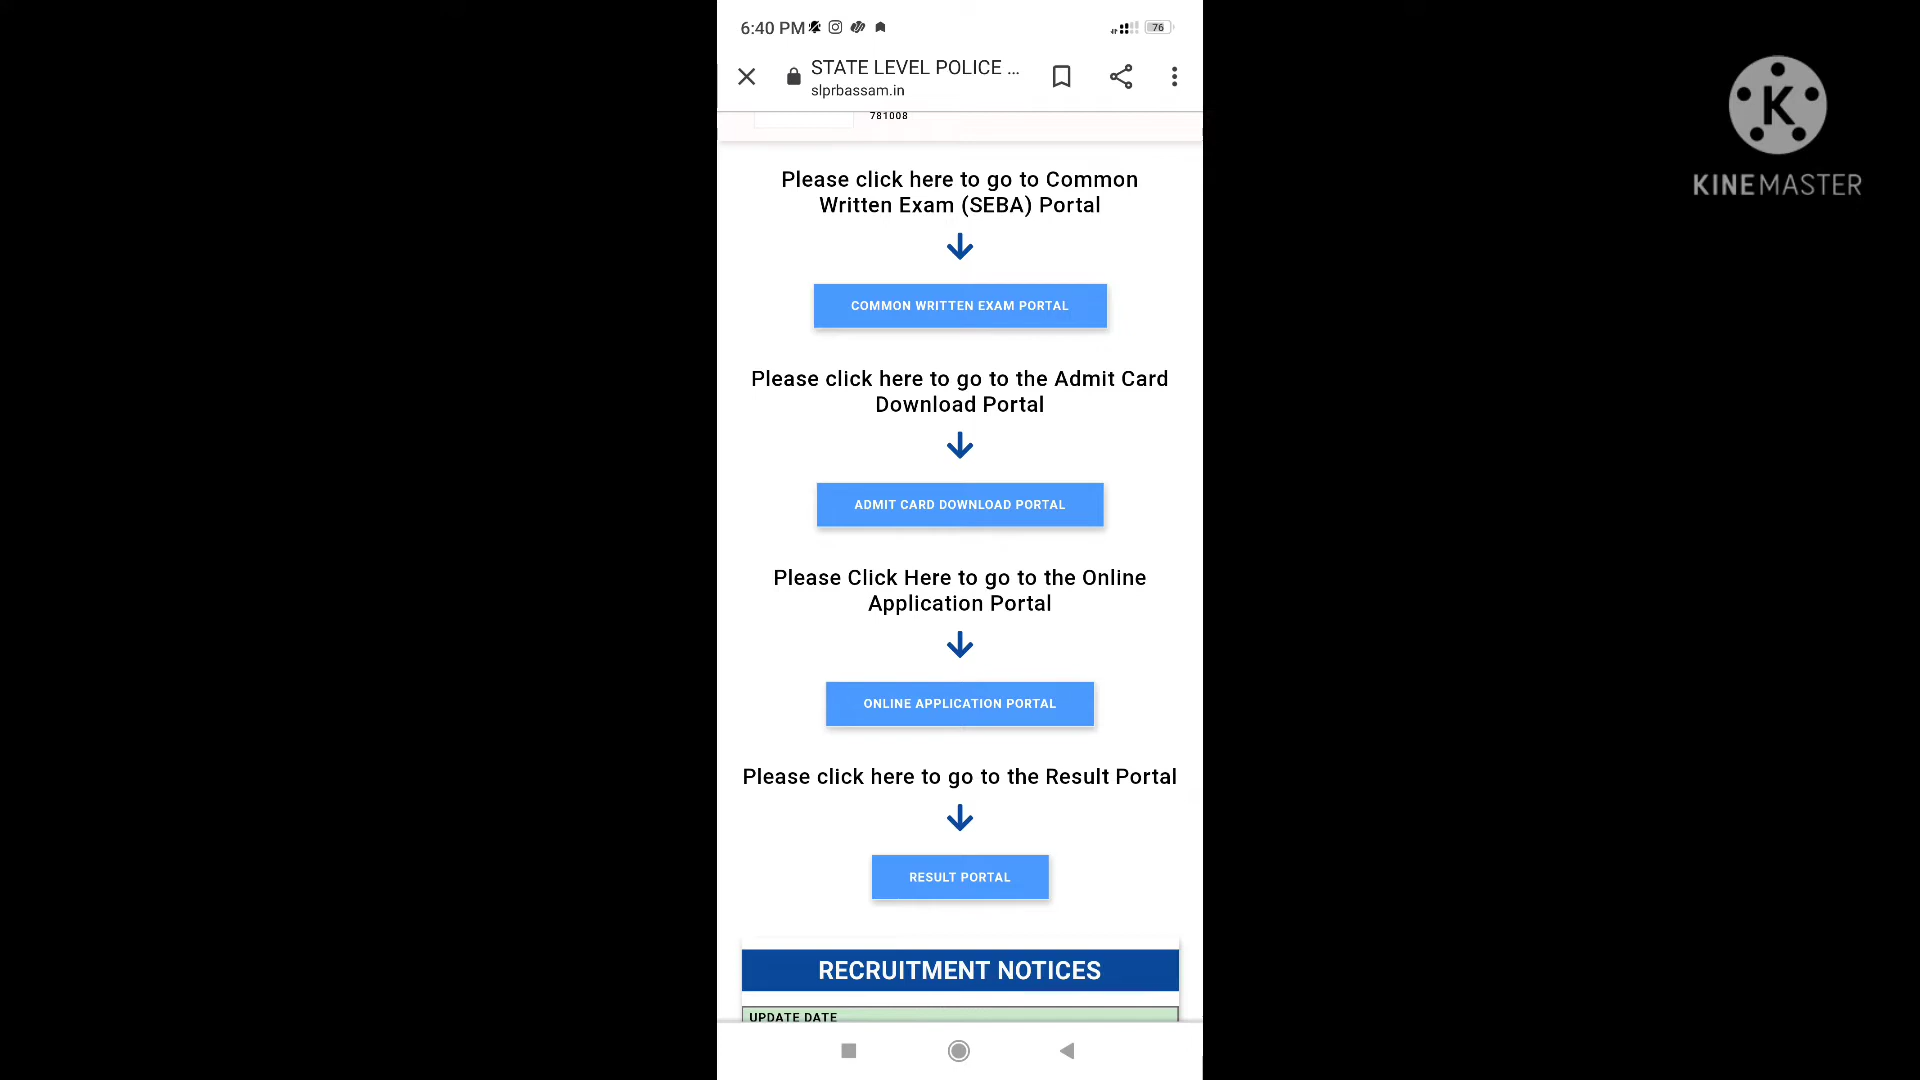 6:40 PM
76
STATE LEVEL POLICE ...
slprbassam.in
781008
K
KINEMASTER
Please click here to go to Common
Written Exam (SEBA) Portal
COMMON WRITTEN EXAM PORTAL
Please click here to go to the Admit Card
Download Portal
ADMIT CARD DOWNLOAD PORTAL
Please Click Here to go to the Online
Application Portal
ONLINE APPLICATION PORTAL
Please click here to go to the Result Portal
RESULT PORTAL
RECRUITMENT NOTICES
UPDATE DATE